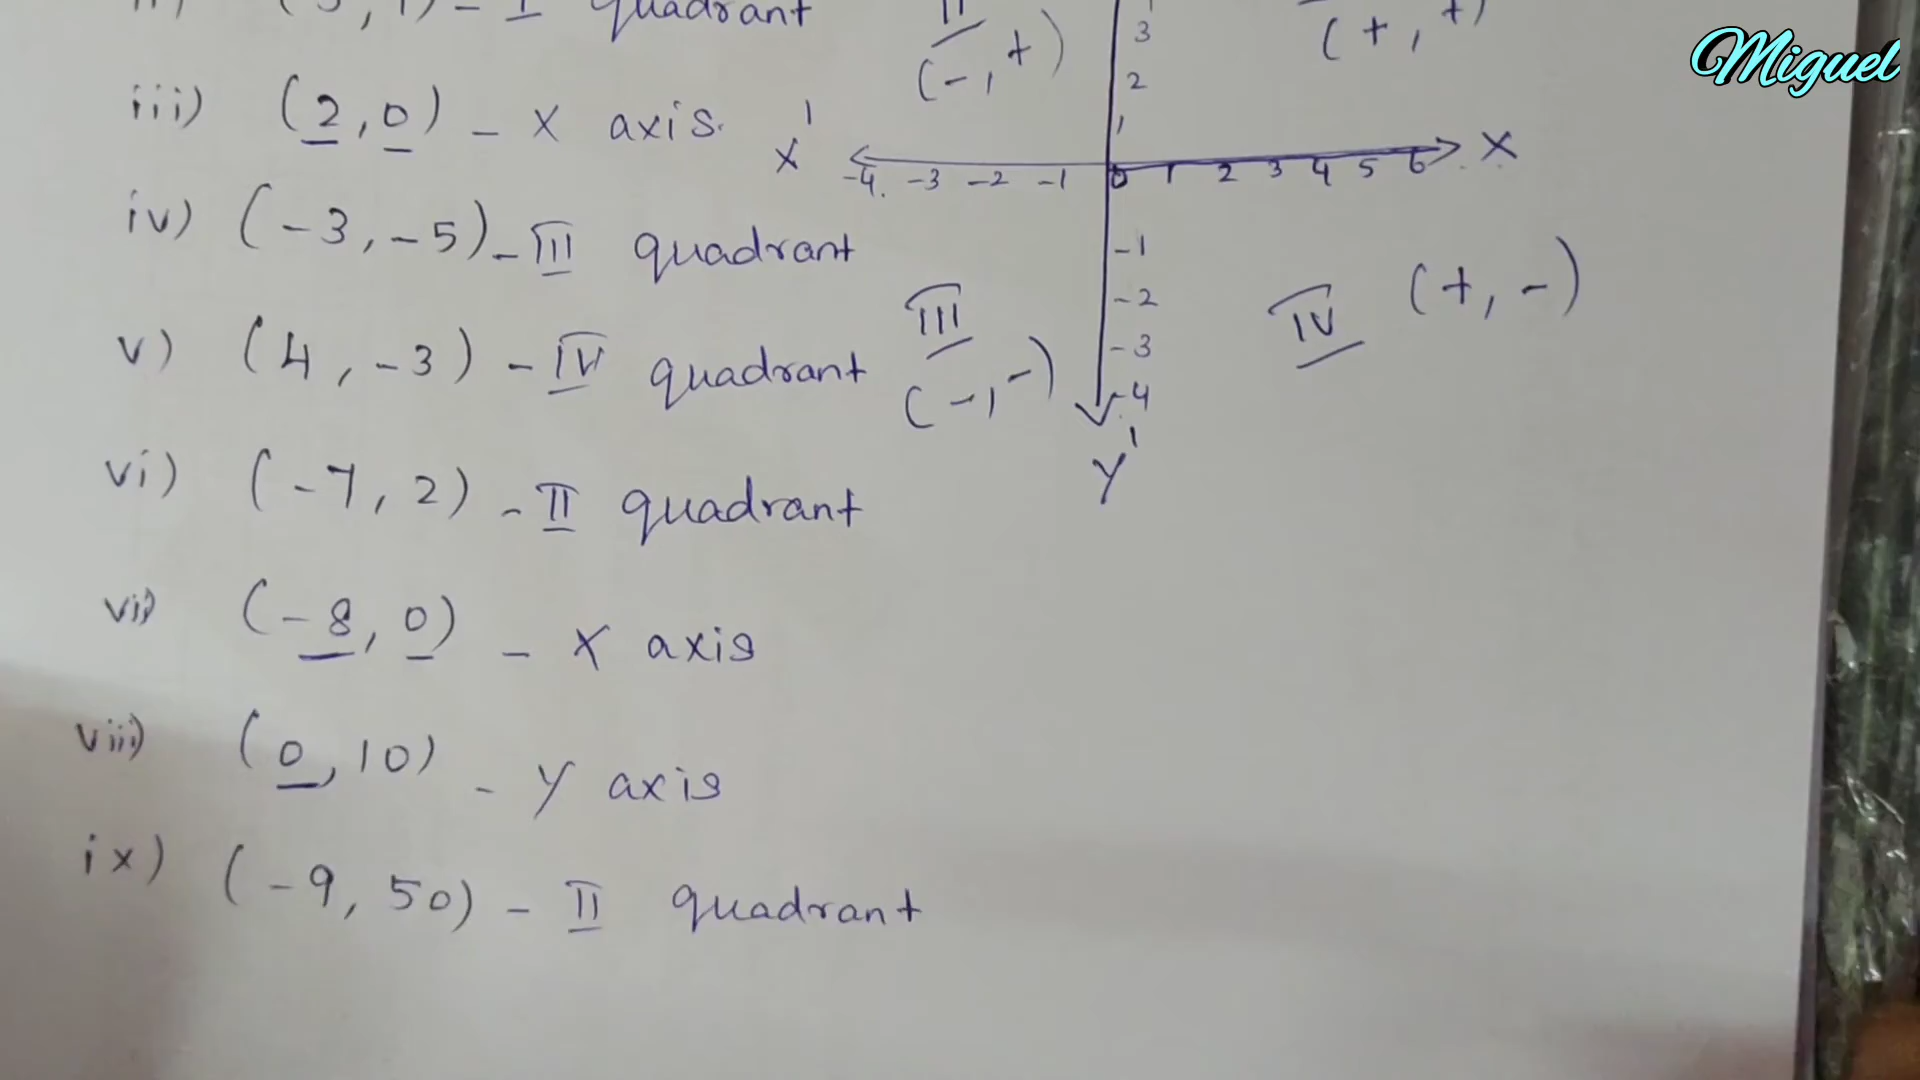 quadrant
iii) (2,0) - X axis.
iv) (-3,-5) - III quadrant
v) (4,-3) - IV quadrant
vi) (-7,2) - II quadrant
vii) (-8,0) - X axis
viii) (0,10) - Y axis
ix) (-9,50) - II quadrant
II
(-,+)
(+,+)
3
2
1
X' -4. -3 -2 -1 0 1 2 3 4 5 6 X
-1
-2
-3
-4
Y'
III
(-,-)
IV (+,-)
Miguel